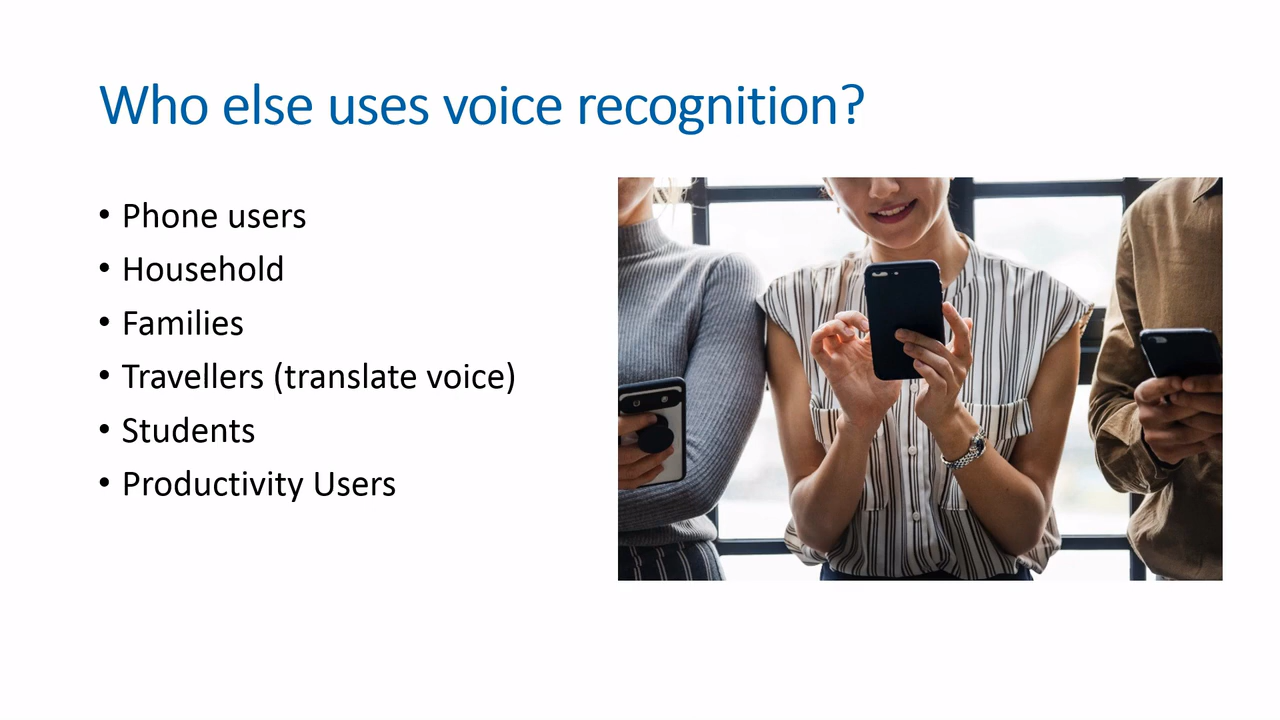 Who else uses voice recognition?
• Phone users
• Household
• Families
• Travellers (translate voice)
• Students
• Productivity Users